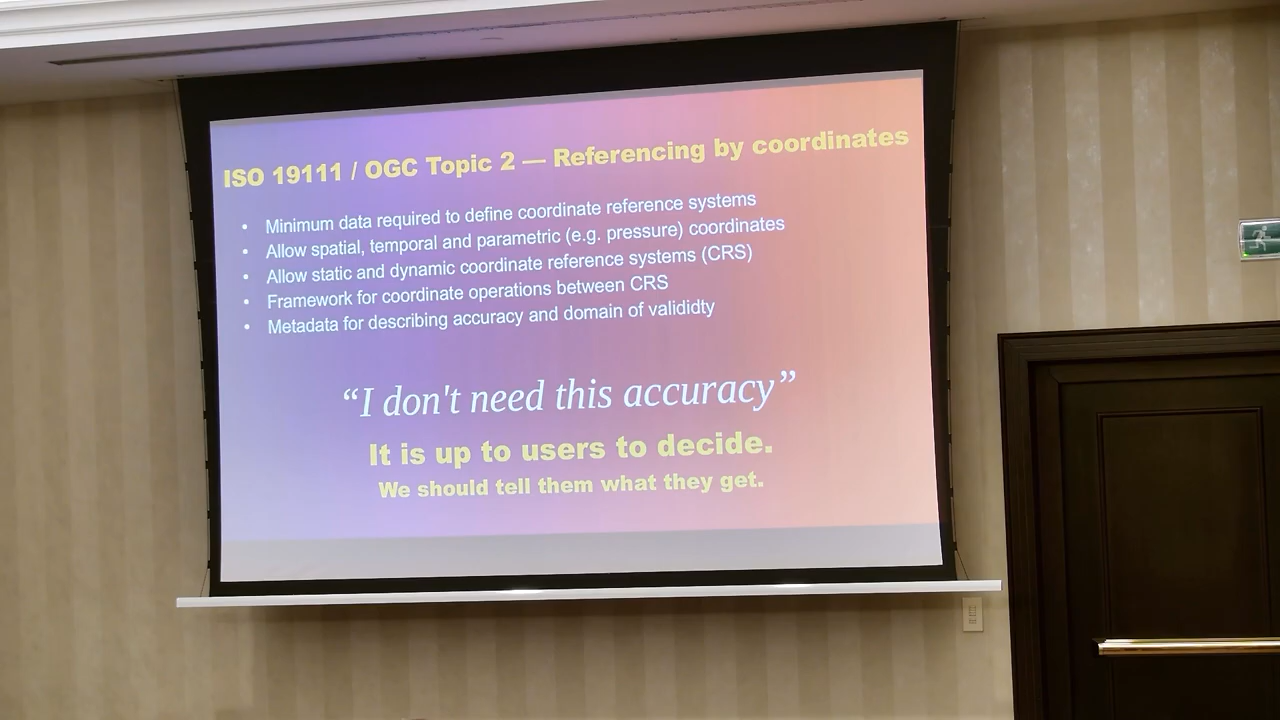 ISO 19111 / OGC Topic 2 — Referencing by coordinates
• Minimum data required to define coordinate reference systems
• Allow spatial, temporal and parametric (e.g. pressure) coordinates
• Allow static and dynamic coordinate reference systems (CRS)
• Framework for coordinate operations between CRS
• Metadata for describing accuracy and domain of valididty
“I don't need this accuracy”
It is up to users to decide.
We should tell them what they get.